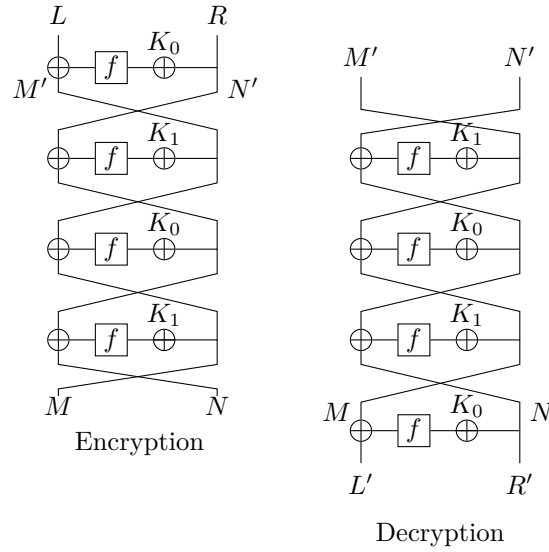 L R
f K₀
M′ N′
f K₁
f K₀
f K₁
M N
Encryption
M′ N′
f K₁
f K₀
f K₁
M N
f K₀
L′ R′
Decryption